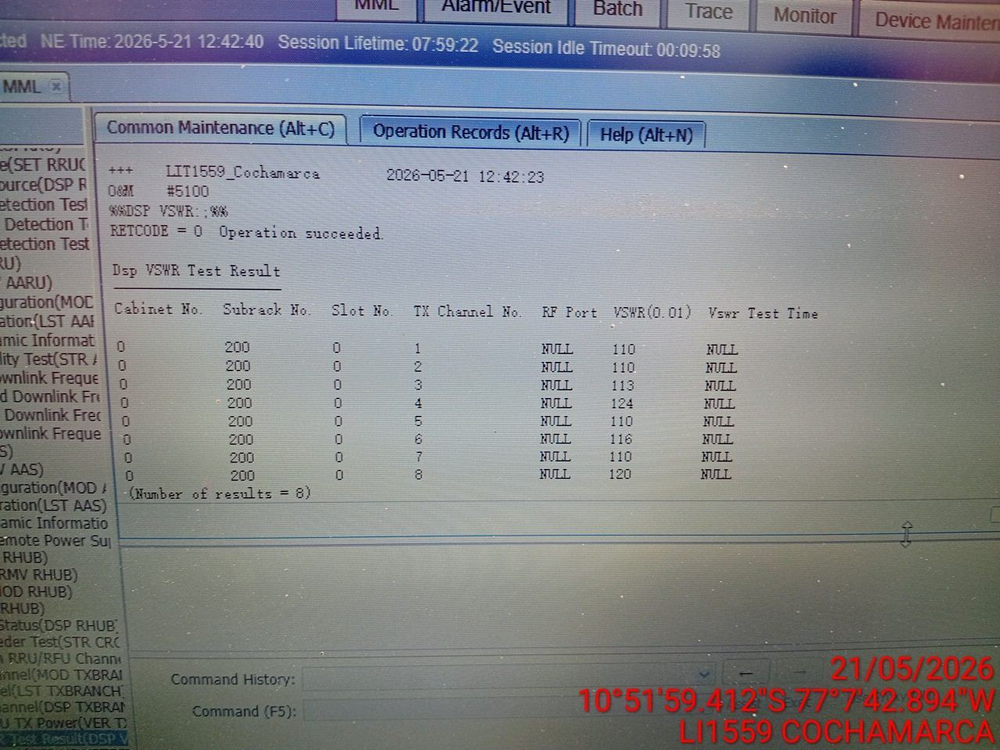 MML Alarm/Event Batch Trace Monitor Device Mainten
cted NE Time: 2026-5-21 12:42:40 Session Lifetime: 07:59:22 Session Idle Timeout: 00:09:58
MML
Common Maintenance (Alt+C) Operation Records (Alt+R) Help (Alt+N)
+++ LIT1559_Cochamarca 2026-05-21 12:42:23
O&M #5100
%%DSP VSWR:;%%
RETCODE = 0 Operation succeeded.
Dsp VSWR Test Result
Cabinet No. Subrack No. Slot No. TX Channel No. RF Port VSWR(0.01) Vswr Test Time
0 200 0 1 NULL 110 NULL
0 200 0 2 NULL 110 NULL
0 200 0 3 NULL 113 NULL
0 200 0 4 NULL 124 NULL
0 200 0 5 NULL 110 NULL
0 200 0 6 NULL 116 NULL
0 200 0 7 NULL 110 NULL
0 200 0 8 NULL 120 NULL
(Number of results = 8)
e(SET RRUC
ource(DSP R
etection Test
Detection T
etection Test
RU)
AARU)
guration(MOD
ation(LST AAR
amic Informat
lity Test(STR
ownlink Freque
d Downlink Fre
Downlink Frec
ownlink Freque
S)
V AAS)
guration(MOD
ration(LST AAS)
amic Informatio
emote Power Sup
RHUB)
RMV RHUB)
MOD RHUB)
RHUB)
Status(DSP RHUB)
eder Test(STR CRO
RRU/RFU Channe
annel(MOD TXBRAN
el(LST TXBRANCH)
annel(DSP TXBRAN
U TX Power(VER T
Test Result(DSP V
Command History:
Command (F5):
21/05/2026
10°51'59.412"S 77°7'42.894"W
LI1559 COCHAMARCA